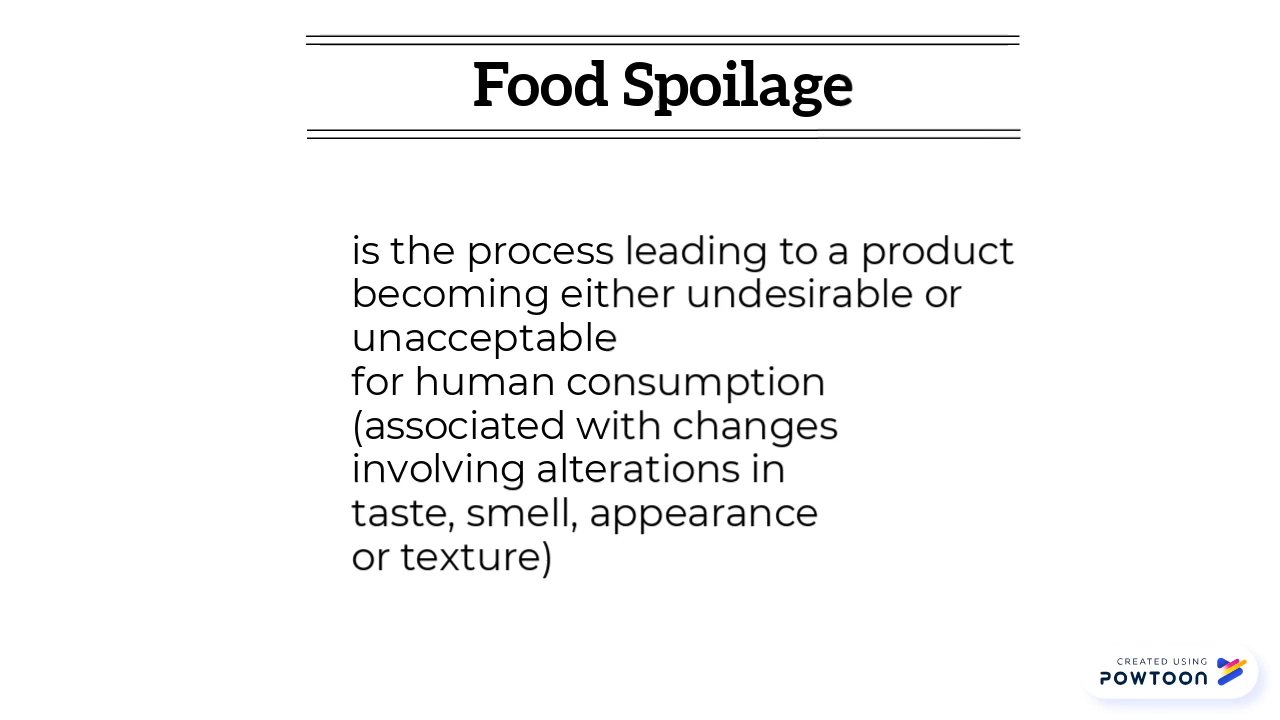 Food Spoilage
is the process leading to a product
becoming either undesirable or
unacceptable
for human consumption
(associated with changes
involving alterations in
taste, smell, appearance
or texture)
CREATED USING
POWTOON